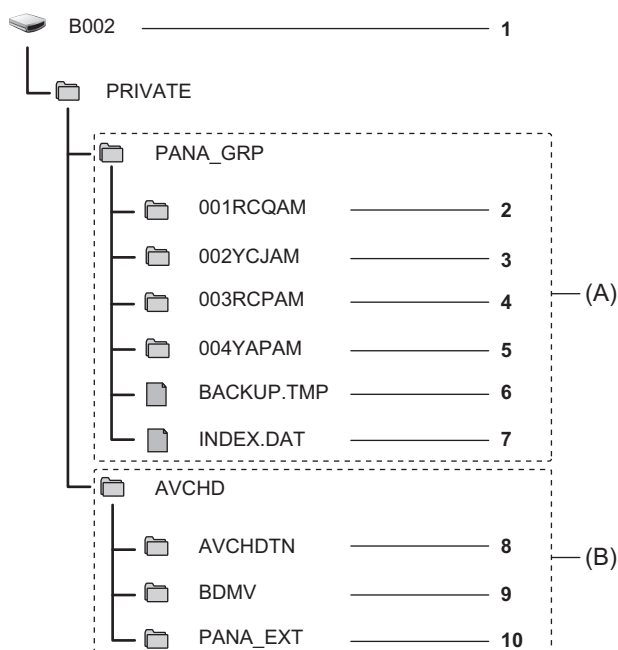 B002 1
PRIVATE
PANA_GRP
001RCQAM 2
002YCJAM 3
003RCPAM 4
(A)
004YAPAM 5
BACKUP.TMP 6
INDEX.DAT 7
AVCHD
AVCHDTN 8
(B)
BDMV 9
PANA_EXT 10